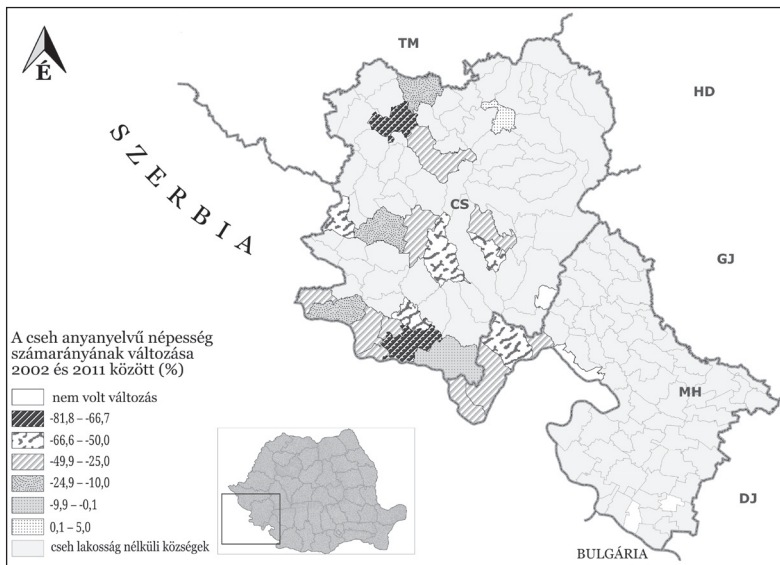 TM
HD
É
SZERBIA
CS
GJ
A cseh anyanyelvű népesség
számarányának változása
2002 és 2011 között (%)
nem volt változás
-81,8 – -66,7
-66,6 – -50,0
-49,9 – -25,0
-24,9 – -10,0
-9,9 – -0,1
0,1 – 5,0
cseh lakosság nélküli községek
MH
DJ
BULGÁRIA